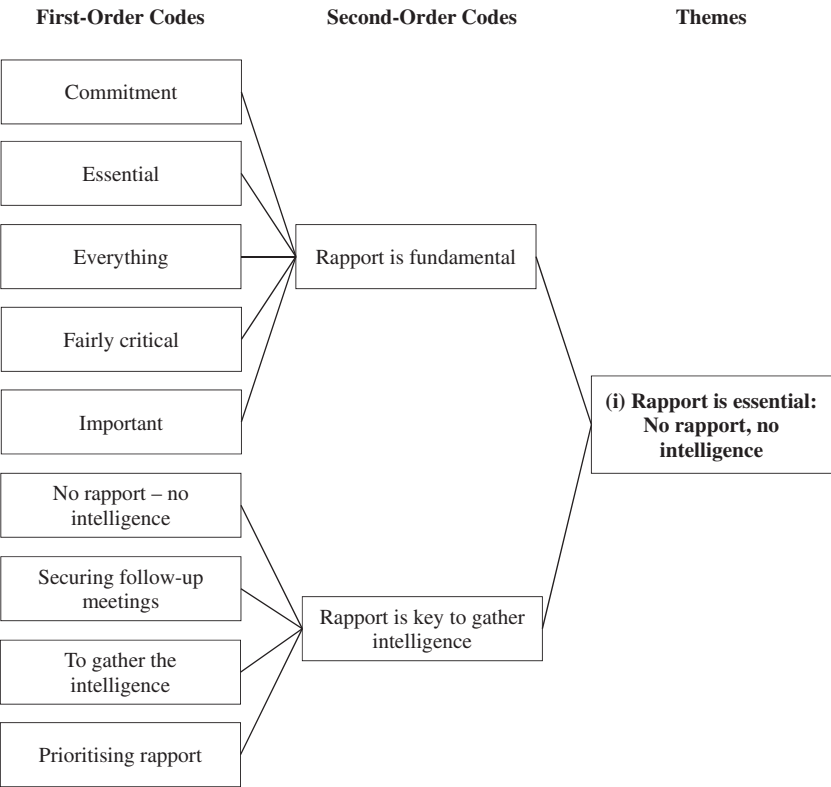 First-Order Codes
Second-Order Codes
Themes
Commitment
Essential
Everything
Fairly critical
Important
No rapport – no
intelligence
Securing follow-up
meetings
To gather the
intelligence
Prioritising rapport
Rapport is fundamental
Rapport is key to gather
intelligence
(i) Rapport is essential:
No rapport, no
intelligence